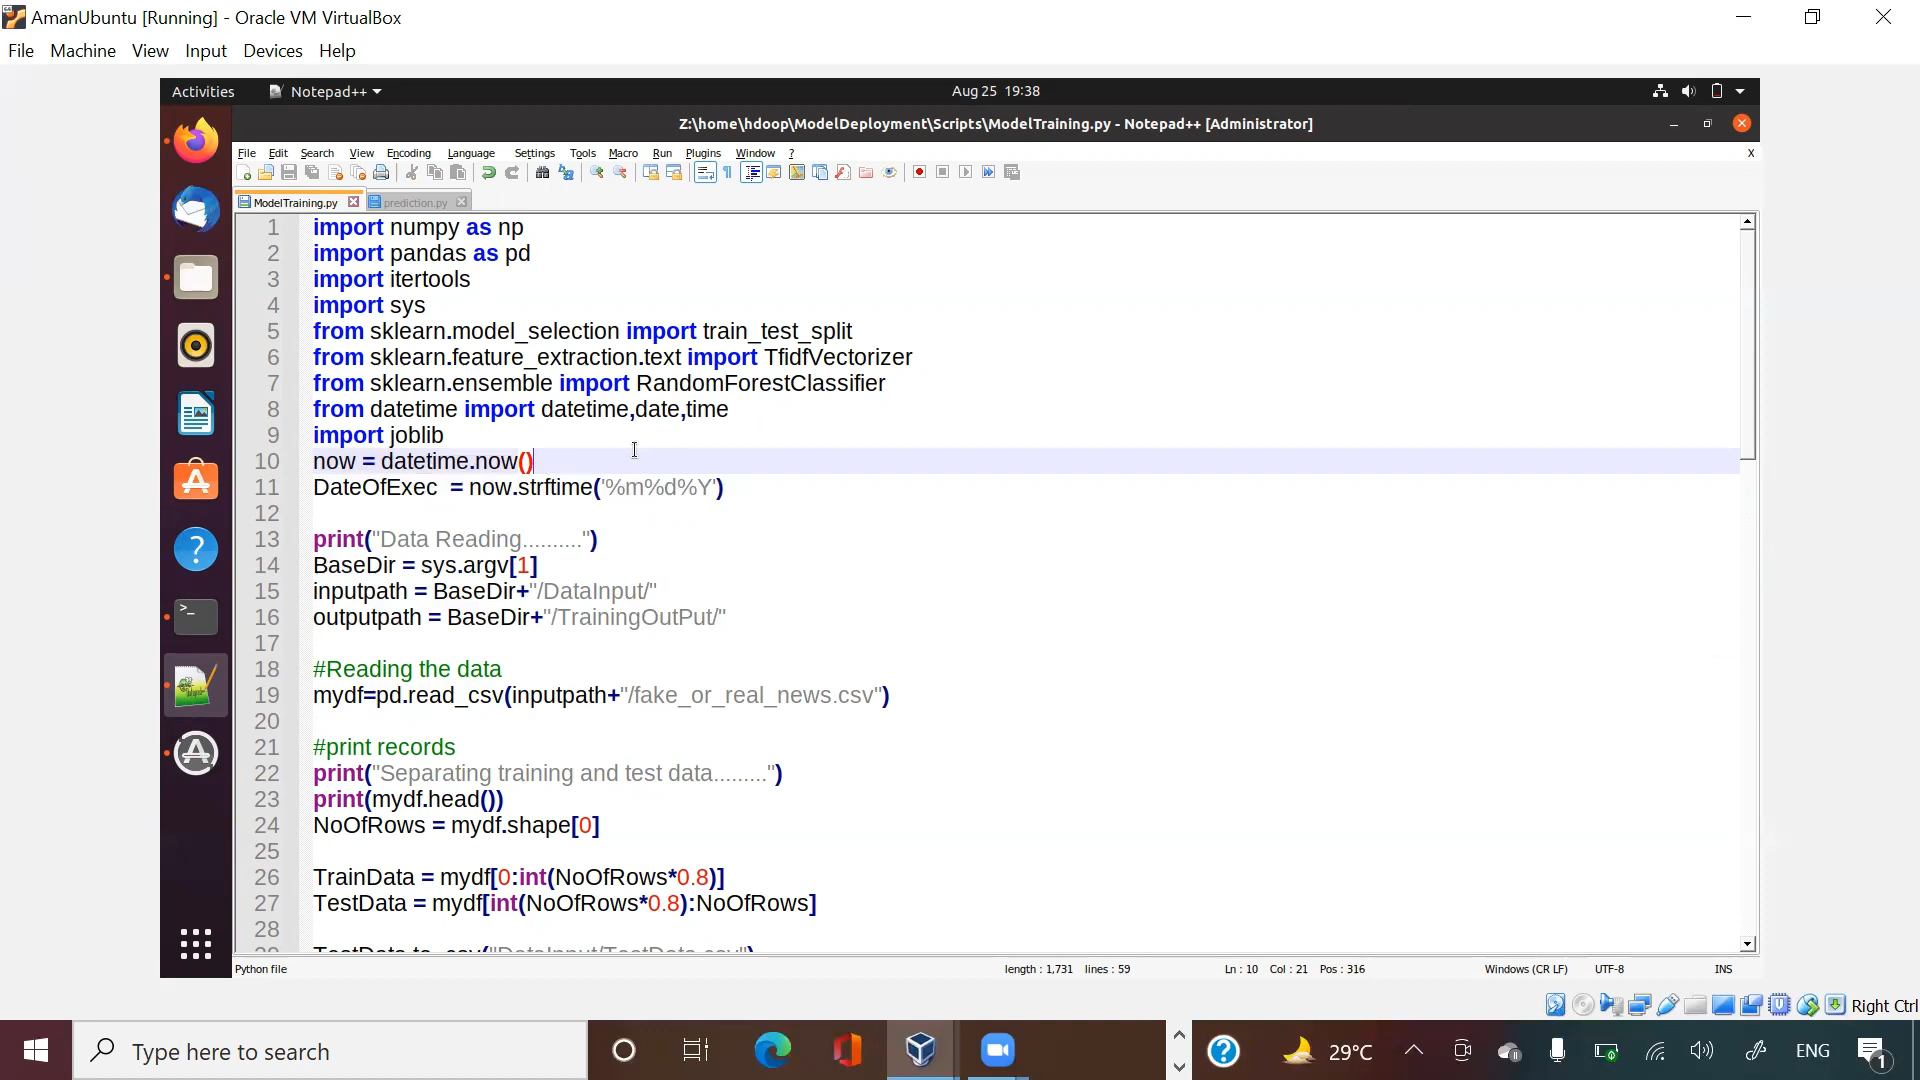 AmanUbuntu [Running] - Oracle VM VirtualBox
File Machine View Input Devices Help
Activities Notepad++ Aug 25 19:38
Z:\home\hdoop\ModelDeployment\Scripts\ModelTraining.py - Notepad++ [Administrator]
File Edit Search View Encoding Language Settings Tools Macro Run Plugins Window ? X
ModelTraining.py prediction.py
1 import numpy as np
2 import pandas as pd
3 import itertools
4 import sys
5 from sklearn.model_selection import train_test_split
6 from sklearn.feature_extraction.text import TfidfVectorizer
7 from sklearn.ensemble import RandomForestClassifier
8 from datetime import datetime,date,time
9 import joblib
10 now = datetime.now()
11 DateOfExec  = now.strftime('%m%d%Y')
12
13 print("Data Reading..........")
14 BaseDir = sys.argv[1]
15 inputpath = BaseDir+"/DataInput/"
16 outputpath = BaseDir+"/TrainingOutPut/"
17
18 #Reading the data
19 mydf=pd.read_csv(inputpath+"/fake_or_real_news.csv")
20
21 #print records
22 print("Separating training and test data.........")
23 print(mydf.head())
24 NoOfRows = mydf.shape[0]
25
26 TrainData = mydf[0:int(NoOfRows*0.8)]
27 TestData = mydf[int(NoOfRows*0.8):NoOfRows]
28
29 TestData.to_csv("DataInput/TestData.csv")
Python file length : 1,731 lines : 59 Ln : 10 Col : 21 Pos : 316 Windows (CR LF) UTF-8 INS
Right Ctrl
Type here to search 29°C ENG 1